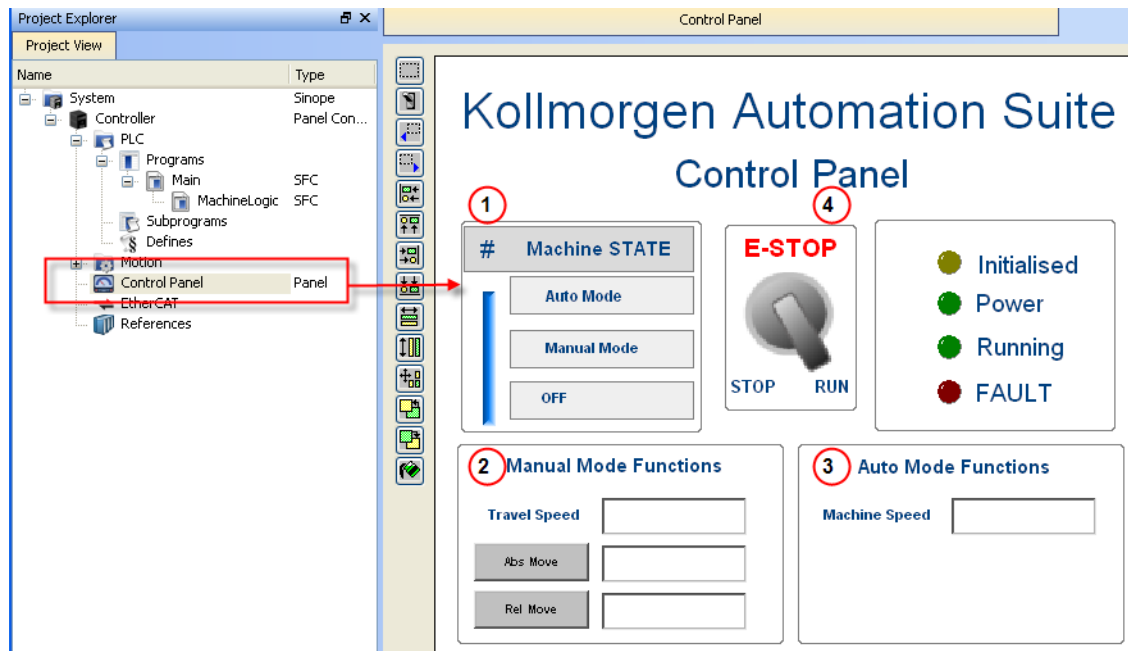 Project Explorer
Project View
Name Type
System Sinope
Controller Panel Con...
PLC
Programs
Main SFC
MachineLogic SFC
Subprograms
Defines
Motion
Control Panel Panel
EtherCAT
References
Control Panel
Kollmorgen Automation Suite
Control Panel
1
# Machine STATE
Auto Mode
Manual Mode
OFF
4
E-STOP
STOP RUN
Initialised
Power
Running
FAULT
2 Manual Mode Functions
Travel Speed
Abs Move
Rel Move
3 Auto Mode Functions
Machine Speed